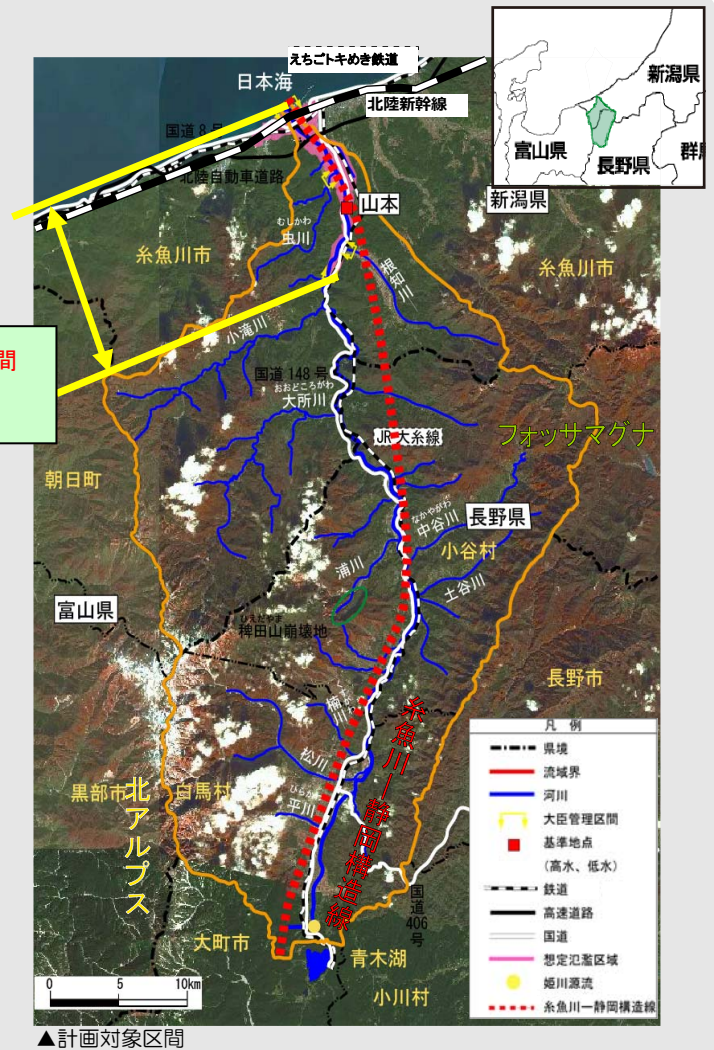 えちごトキめき鉄道
日本海
北陸新幹線
国道8号
北陸自動車道路
新潟県
富山県
長野県
群馬
山本
新潟県
むしかわ
虫川
糸魚川市
根知川
糸魚川市
小滝川
間
国道148号
おおどころがわ
大所川
JR大糸線
フォッサマグナ
朝日町
なかやがわ
中谷川
長野県
小谷村
浦川
土谷川
富山県
ひえだやま
稗田山崩壊地
長野市
楠川
糸魚川ー静岡構造線
松川
ひらかわ
平川
黒部市
白馬村
北アルプス
国道406号
大町市
青木湖
小川村
凡 例
県境
流域界
河川
大臣管理区間
基準地点
(高水、低水)
鉄道
高速道路
国道
想定氾濫区域
姫川源流
糸魚川ー静岡構造線
0 5 10km
▲計画対象区間